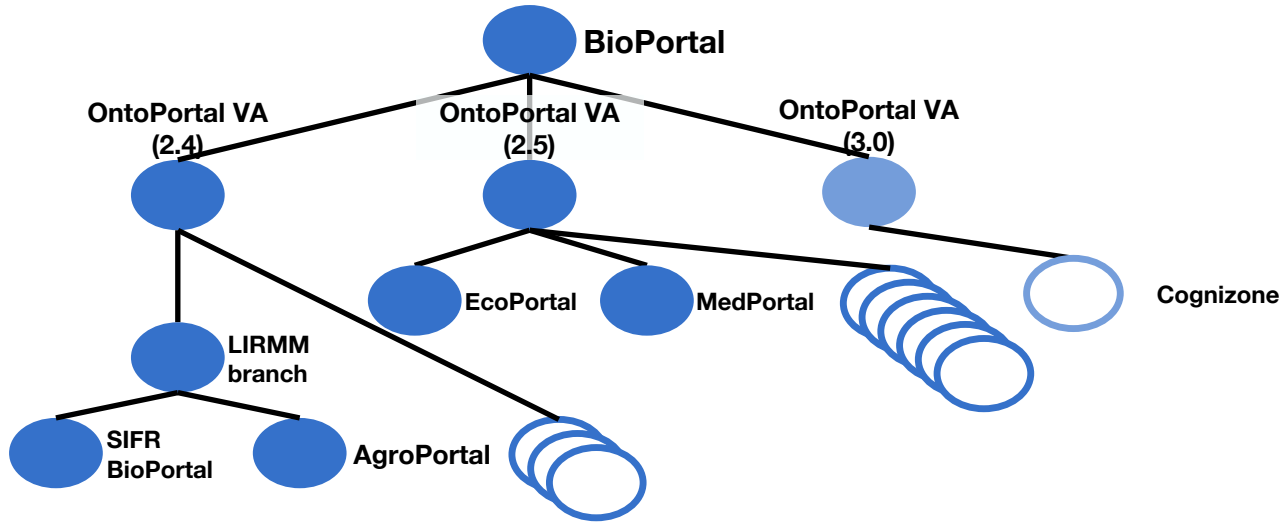 BioPortal
OntoPortal VA
(2.4)
OntoPortal VA
(2.5)
OntoPortal VA
(3.0)
EcoPortal
MedPortal
Cognizone
LIRMM
branch
SIFR
BioPortal
AgroPortal